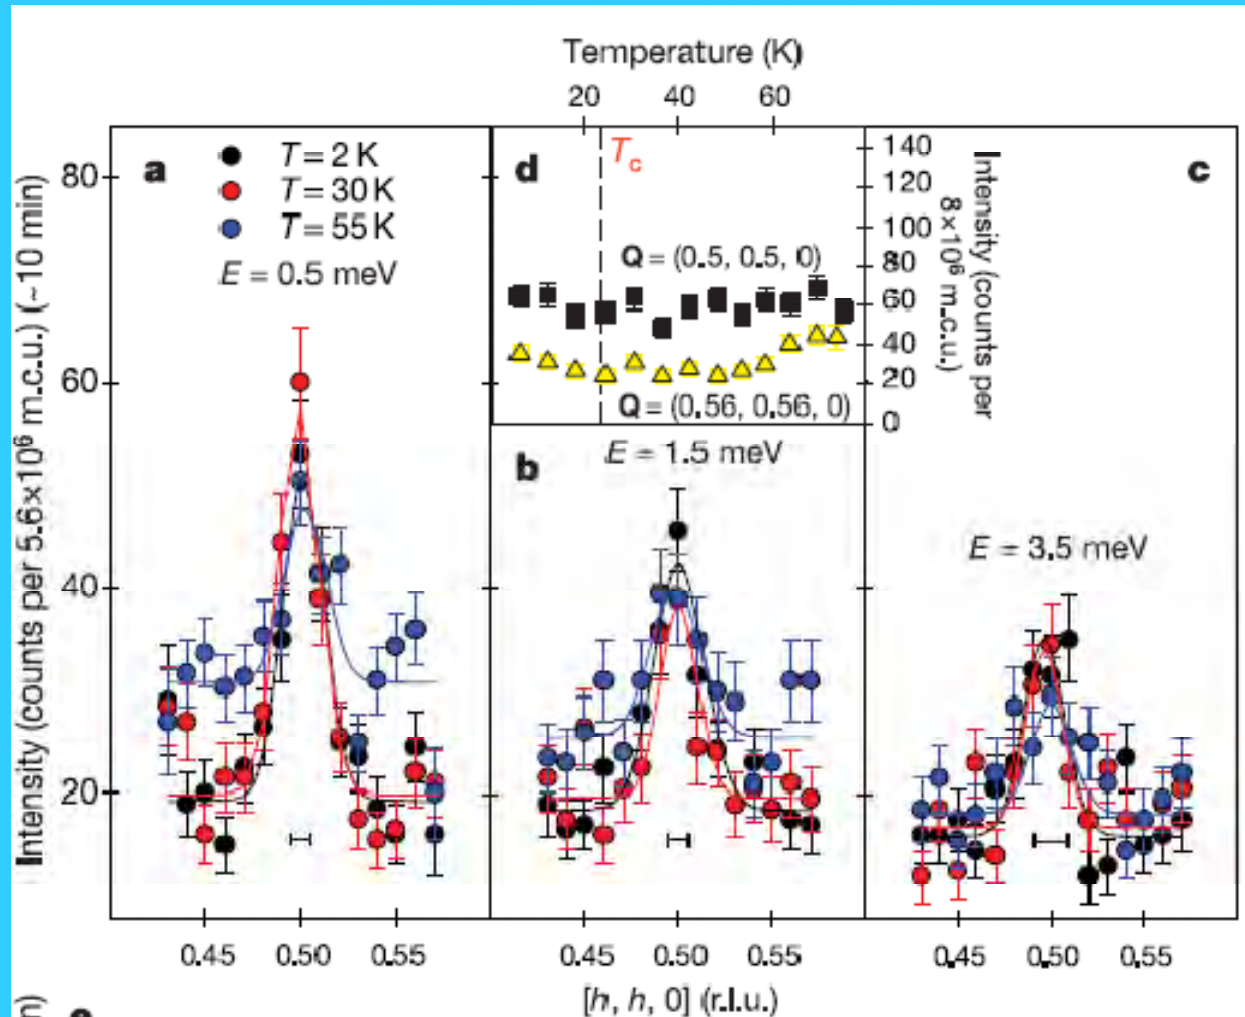 Temperature (K)
20 40 60
a
T = 2 K
T = 30 K
T = 55 K
E = 0.5 meV
80
60
40
20
Intensity (counts per 5.6×10⁶ m.c.u.) (~10 min)
d
Tc
Q = (0.5, 0.5, 0)
Q = (0.56, 0.56, 0)
140
120
100
80
60
40
20
0
Intensity (counts per
8×10⁶ m.c.u.)
c
b
E = 1.5 meV
E = 3.5 meV
0.45 0.50 0.55 0.45 0.50 0.55 0.45 0.50 0.55
[h, h, 0] (r.l.u.)